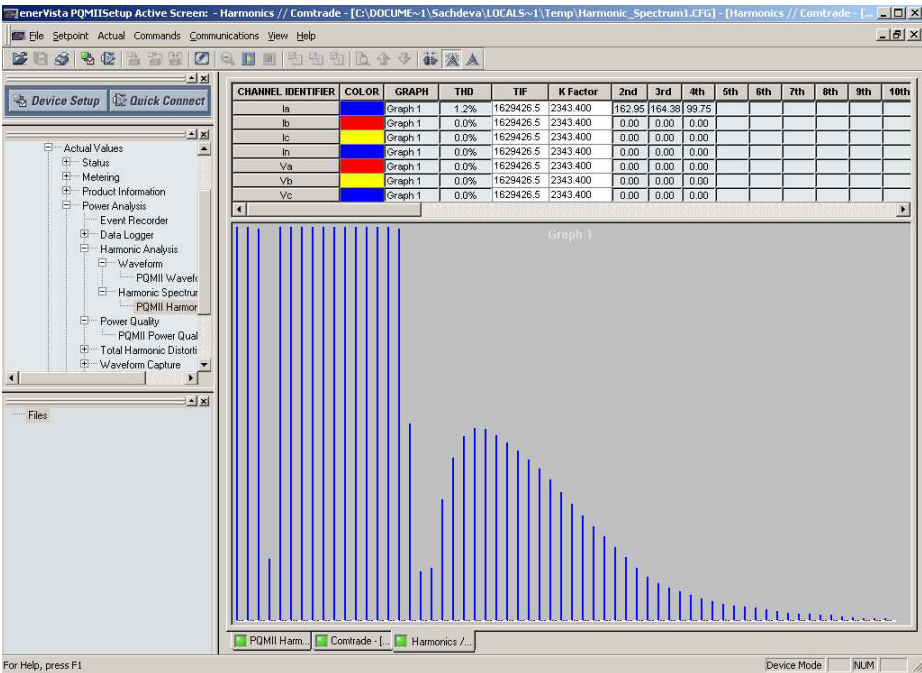 enerVista PQMIISetup Active Screen: - Harmonics // Comtrade - [C:\DOCUME~1\Sachdeva\LOCALS~1\Temp\Harmonic_Spectrum1.CFG] - [Harmonics // Comtrade - [...
File Setpoint Actual Commands Communications View Help
Device Setup Quick Connect
Actual Values
Status
Metering
Product Information
Power Analysis
Event Recorder
Data Logger
Harmonic Analysis
Waveform
PQMII Wavefo
Harmonic Spectrur
PQMII Harmor
Power Quality
PQMII Power Qual
Total Harmonic Distorti
Waveform Capture
Files
CHANNEL IDENTIFIER COLOR GRAPH THD TIF K Factor 2nd 3rd 4th 5th 6th 7th 8th 9th 10th
Ia Graph 1 1.2% 1629426.5 2343.400 162.95 164.38 99.75
Ib Graph 1 0.0% 1629426.5 2343.400 0.00 0.00 0.00
Ic Graph 1 0.0% 1629426.5 2343.400 0.00 0.00 0.00
In Graph 1 0.0% 1629426.5 2343.400 0.00 0.00 0.00
Va Graph 1 0.0% 1629426.5 2343.400 0.00 0.00 0.00
Vb Graph 1 0.0% 1629426.5 2343.400 0.00 0.00 0.00
Vc Graph 1 0.0% 1629426.5 2343.400 0.00 0.00 0.00
Graph 1
PQMII Harm... Comtrade - [... Harmonics /...
For Help, press F1 Device Mode NUM